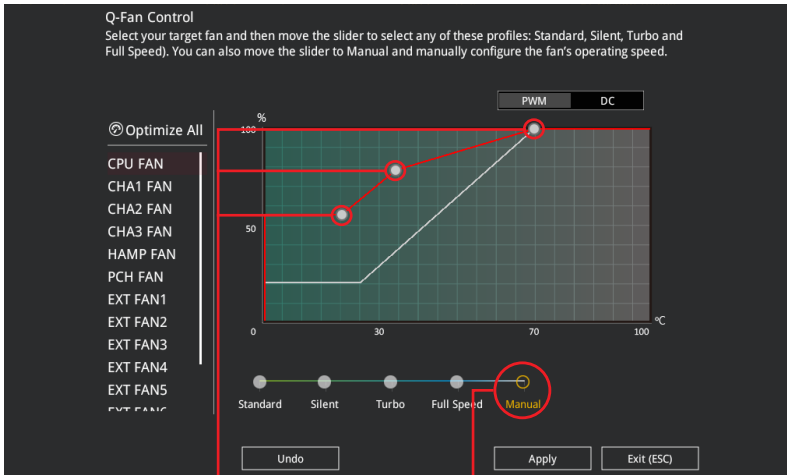 Q-Fan Control
Select your target fan and then move the slider to select any of these profiles: Standard, Silent, Turbo and
Full Speed). You can also move the slider to Manual and manually configure the fan's operating speed.
PWM DC
Optimize All
CPU FAN
CHA1 FAN
CHA2 FAN
CHA3 FAN
HAMP FAN
PCH FAN
EXT FAN1
EXT FAN2
EXT FAN3
EXT FAN4
EXT FAN5
%
100
50
0 30 70 100
ºC
Standard Silent Turbo Full Speed Manual
Undo Apply Exit (ESC)